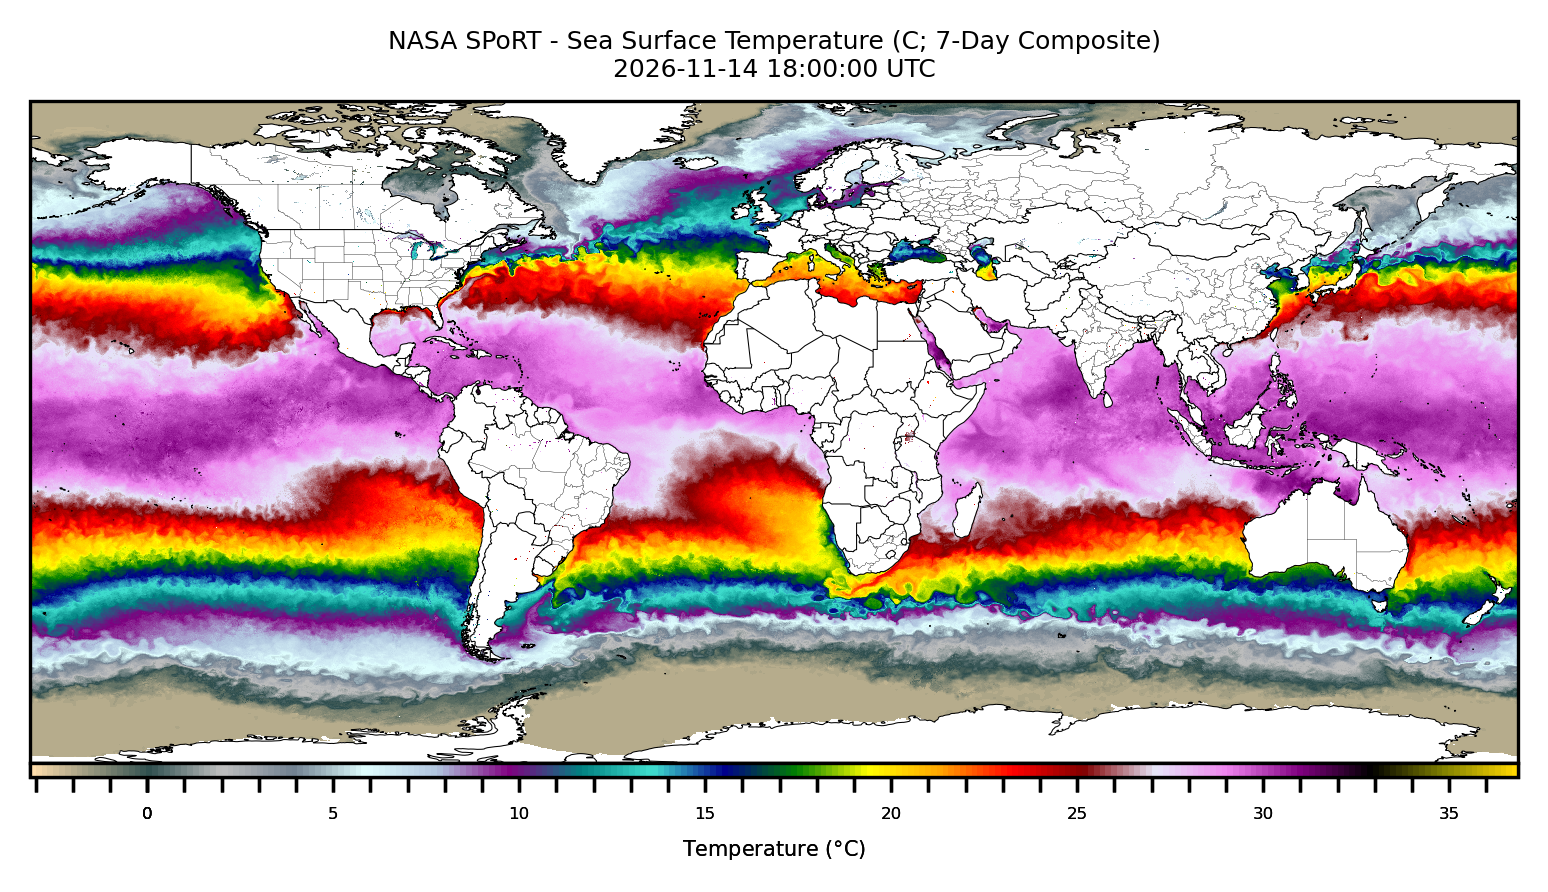 NASA SPoRT - Sea Surface Temperature (C; 7-Day Composite)
2026-11-14 18:00:00 UTC
0 5 10 15 20 25 30 35
Temperature (°C)